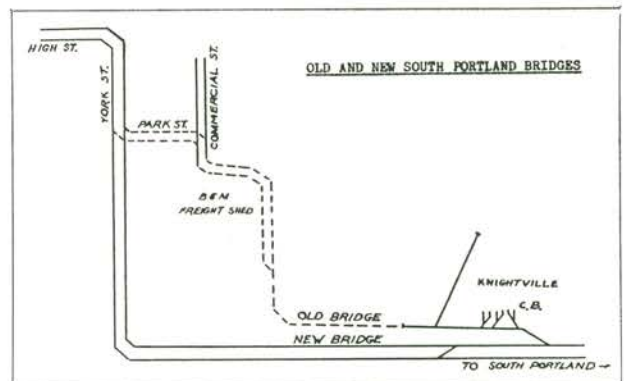 HIGH ST.
YORK ST.
COMMERCIAL ST.
OLD AND NEW SOUTH PORTLAND BRIDGES
PARK ST.
B & M
FREIGHT SHED
KNIGHTVILLE
C.B.
OLD BRIDGE
NEW BRIDGE
TO SOUTH PORTLAND